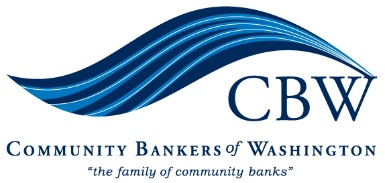 CBW
COMMUNITY BANKERS of WASHINGTON
"the family of community banks"